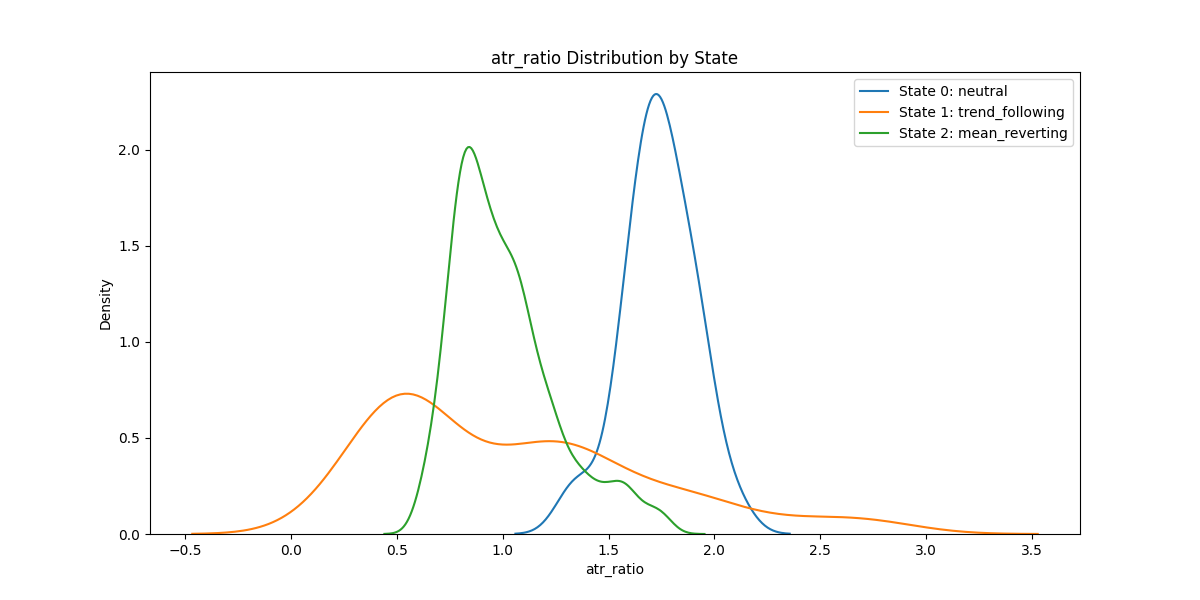 atr_ratio Distribution by State
State 0: neutral
State 1: trend_following
State 2: mean_reverting
Density
2.0
1.5
1.0
0.5
0.0
−0.5 0.0 0.5 1.0 1.5 2.0 2.5 3.0 3.5
atr_ratio